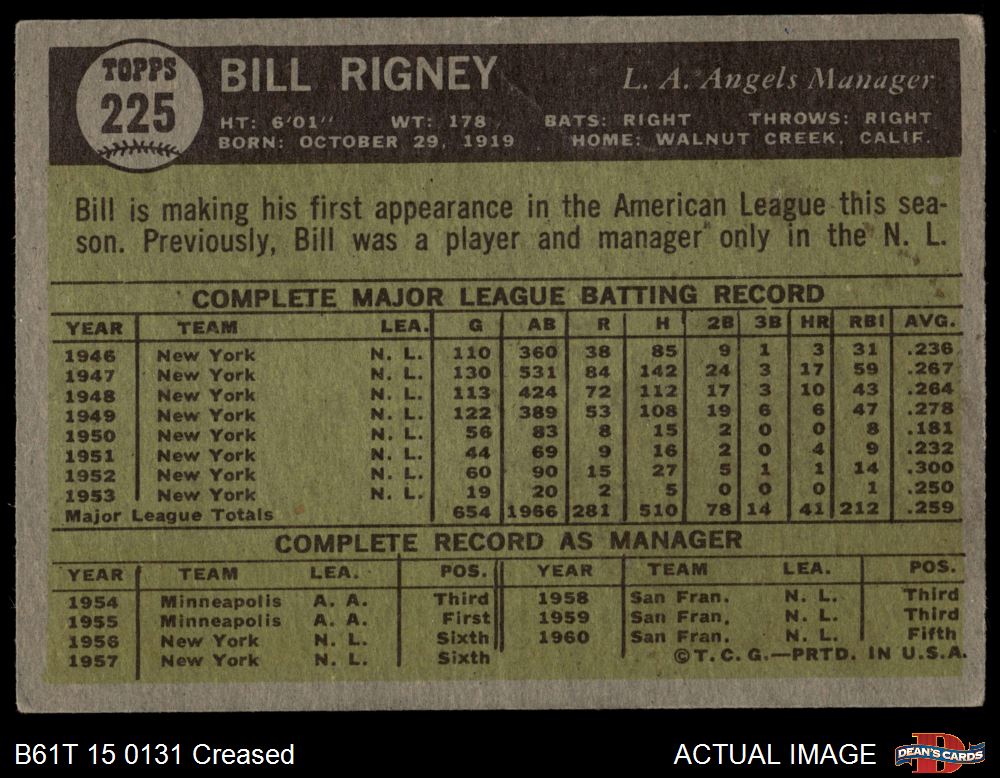 TOPPS
225
BILL RIGNEY L. A. Angels Manager
HT: 6'01'' WT: 178 BATS: RIGHT THROWS: RIGHT
BORN: OCTOBER 29, 1919 HOME: WALNUT CREEK, CALIF.
Bill is making his first appearance in the American League this sea-
son. Previously, Bill was a player and manager only in the N. L.
COMPLETE MAJOR LEAGUE BATTING RECORD
YEAR TEAM LEA. G AB R H 2B 3B HR RBI AVG.
1946 New York N. L. 110 360 38 85 9 1 3 31 .236
1947 New York N. L. 130 531 84 142 24 3 17 59 .267
1948 New York N. L. 113 424 72 112 17 3 10 43 .264
1949 New York N. L. 122 389 53 108 19 6 6 47 .278
1950 New York N. L. 56 83 8 15 2 0 0 8 .181
1951 New York N. L. 44 69 9 16 2 0 4 9 .232
1952 New York N. L. 60 90 15 27 5 1 1 14 .300
1953 New York N. L. 19 20 2 5 0 0 0 1 .250
Major League Totals 654 1966 281 510 78 14 41 212 .259
COMPLETE RECORD AS MANAGER
YEAR TEAM LEA. POS. YEAR TEAM LEA. POS.
1954 Minneapolis A. A. Third 1958 San Fran. N. L. Third
1955 Minneapolis A. A. First 1959 San Fran. N. L. Third
1956 New York N. L. Sixth 1960 San Fran. N. L. Fifth
1957 New York N. L. Sixth ©T. C. G.—PRTD. IN U.S.A.
B61T 15 0131 Creased ACTUAL IMAGE DEAN'S CARDS